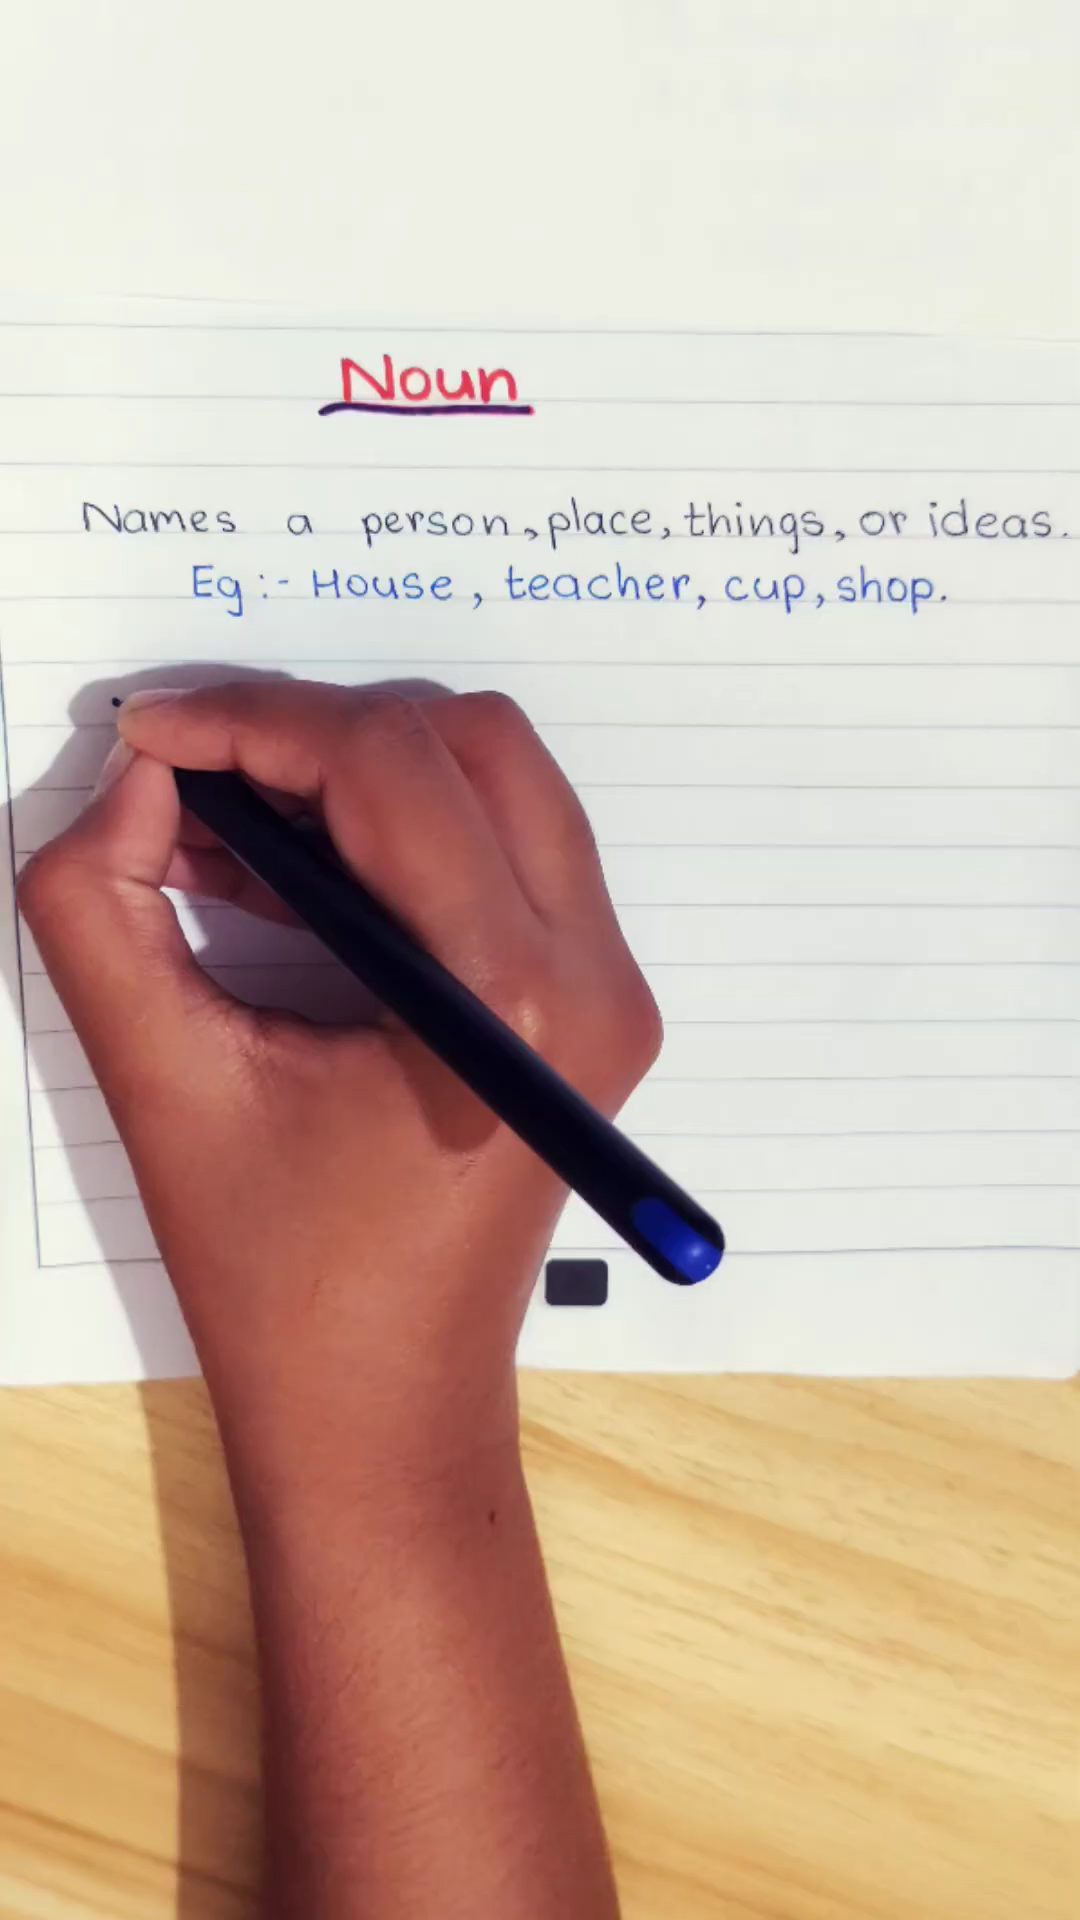 Noun
Names a person, place, things, or ideas.
Eg :- House, teacher, cup, shop.